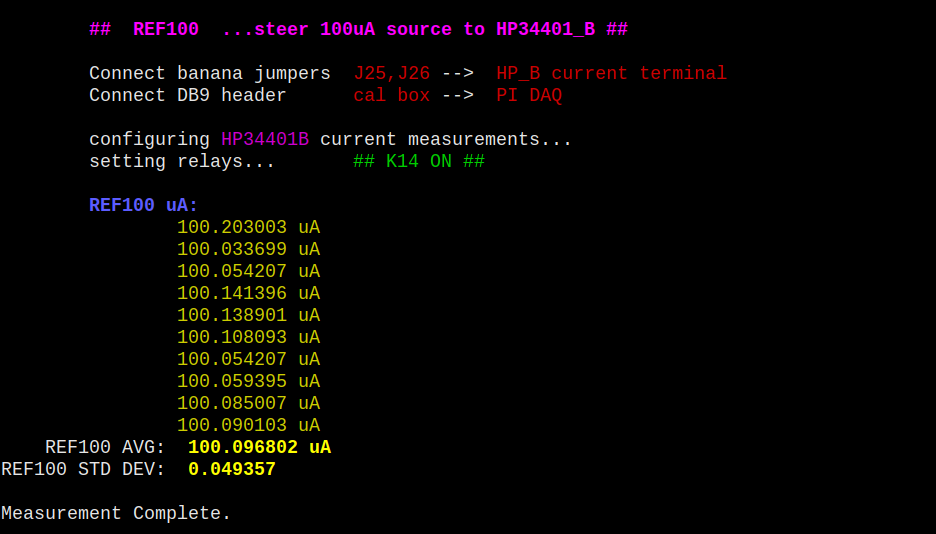 ## REF100 ...steer 100uA source to HP34401_B ##
Connect banana jumpers J25,J26 --> HP_B current terminal
Connect DB9 header cal box --> PI DAQ
configuring HP34401B current measurements...
setting relays... ## K14 ON ##
REF100 uA:
100.203003 uA
100.033699 uA
100.054207 uA
100.141396 uA
100.138901 uA
100.108093 uA
100.054207 uA
100.059395 uA
100.085007 uA
100.090103 uA
REF100 AVG: 100.096802 uA
REF100 STD DEV: 0.049357
Measurement Complete.